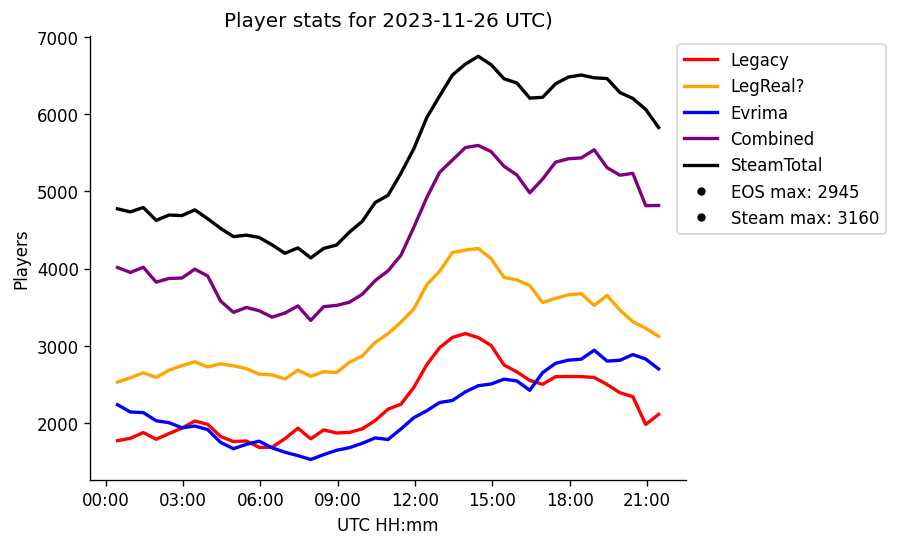 Player stats for 2023-11-26 UTC)
7000
6000
5000
4000
3000
2000
Players
00:00 03:00 06:00 09:00 12:00 15:00 18:00 21:00
UTC HH:mm
Legacy
LegReal?
Evrima
Combined
SteamTotal
EOS max: 2945
Steam max: 3160